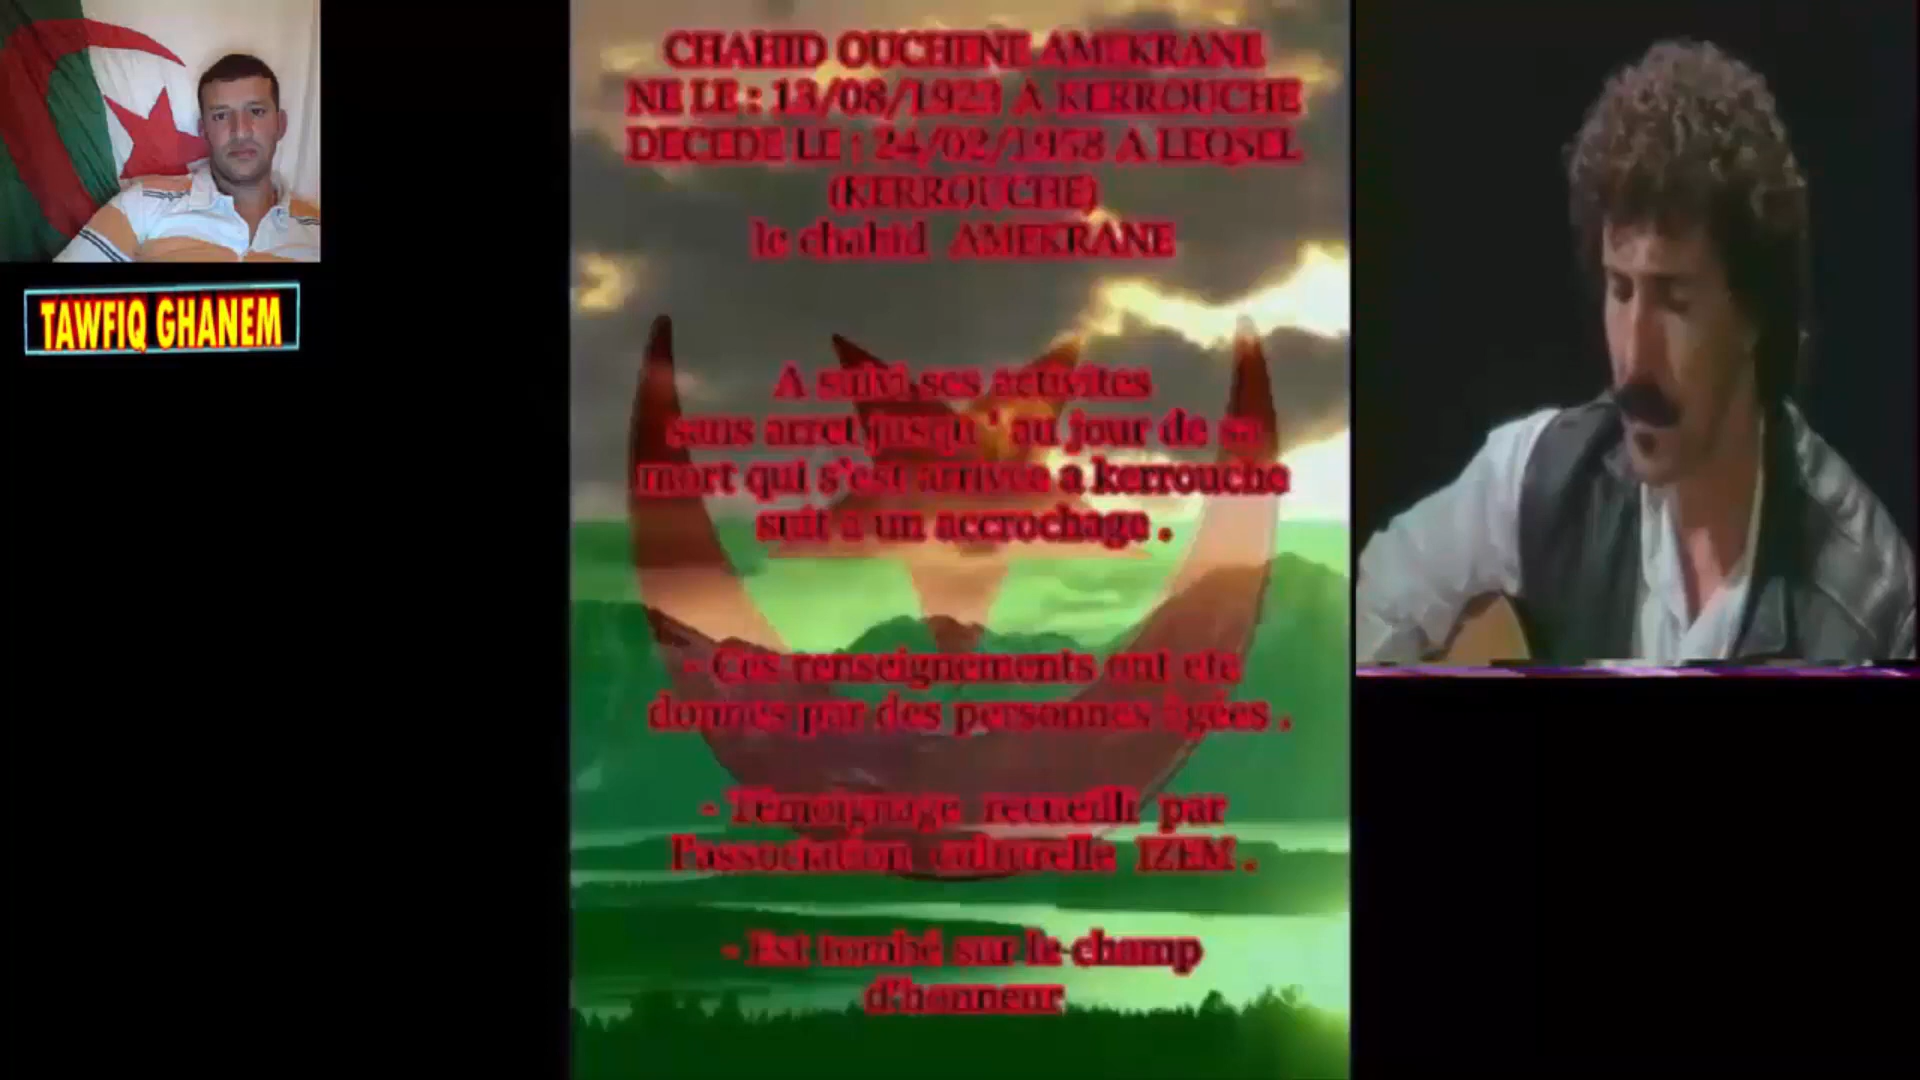 TAWFIQ GHANEM
CHAHID OUCHENE AMEKRANE
NE LE : 13/08/1923 A KERROUCHE
DECEDE LE : 24/02/1958 A LEQSEL
(KERROUCHE)
le chahid AMEKRANE
A suivi ses activites
sans arret jusqu ' au jour de sa
mort qui s'est arrivée a kerrouche
suit a un accrochage .
- Ces renseignements ont ete
donnés par des personnes âgées .
- Témoignage recueilli par
l'association culturelle IZEM .
- Est tombé sur le champ
d'honneur